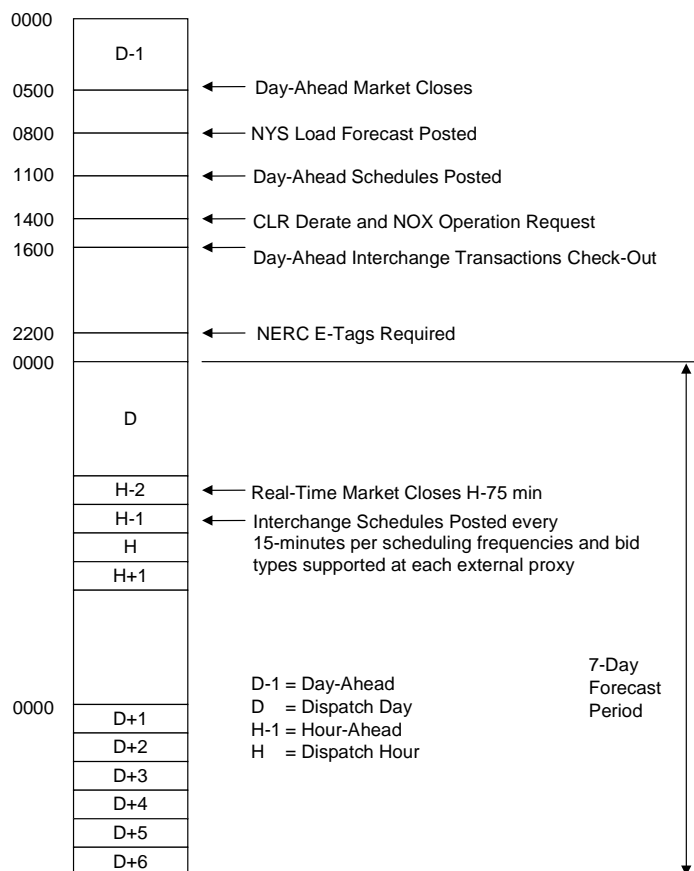 0000
D-1
0500
Day-Ahead Market Closes
0800
NYS Load Forecast Posted
1100
Day-Ahead Schedules Posted
1400
CLR Derate and NOX Operation Request
1600
Day-Ahead Interchange Transactions Check-Out
2200
NERC E-Tags Required
0000
D
H-2
Real-Time Market Closes H-75 min
H-1
Interchange Schedules Posted every
15-minutes per scheduling frequencies and bid
types supported at each external proxy
H
H+1
7-Day
Forecast
Period
D-1 = Day-Ahead
D = Dispatch Day
H-1 = Hour-Ahead
H = Dispatch Hour
0000
D+1
D+2
D+3
D+4
D+5
D+6